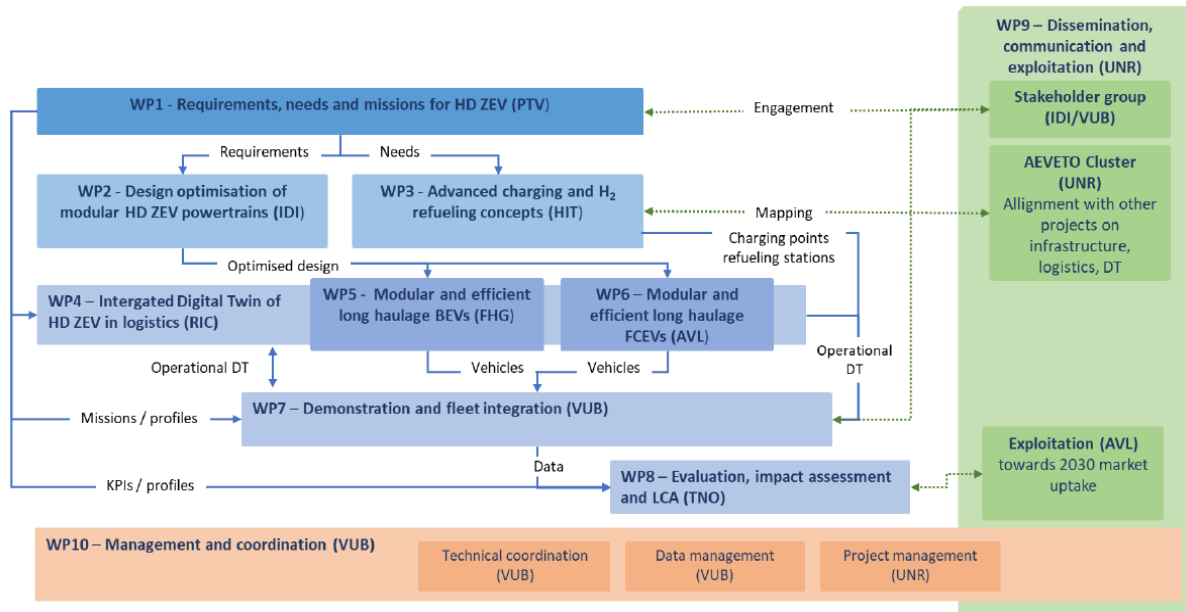 WP9 – Dissemination,
communication and
exploitation (UNR)
WP1 - Requirements, needs and missions for HD ZEV (PTV)
Engagement
Stakeholder group
(IDI/VUB)
Requirements
Needs
WP2 - Design optimisation of
modular HD ZEV powertrains (IDI)
WP3 - Advanced charging and H₂
refueling concepts (HIT)
Mapping
AEVETO Cluster
(UNR)
Allignment with other
projects on
infrastructure,
logistics, DT
Charging points
refueling stations
Optimised design
WP4 – Intergated Digital Twin of
HD ZEV in logistics (RIC)
WP5 - Modular and efficient
long haulage BEVs (FHG)
WP6 – Modular and
efficient long haulage
FCEVs (AVL)
Operational DT
Vehicles
Vehicles
Operational
DT
WP7 – Demonstration and fleet integration (VUB)
Missions / profiles
Data
Exploitation (AVL)
towards 2030 market
uptake
KPIs / profiles
WP8 – Evaluation, impact assessment
and LCA (TNO)
WP10 – Management and coordination (VUB)
Technical coordination
(VUB)
Data management
(VUB)
Project management
(UNR)